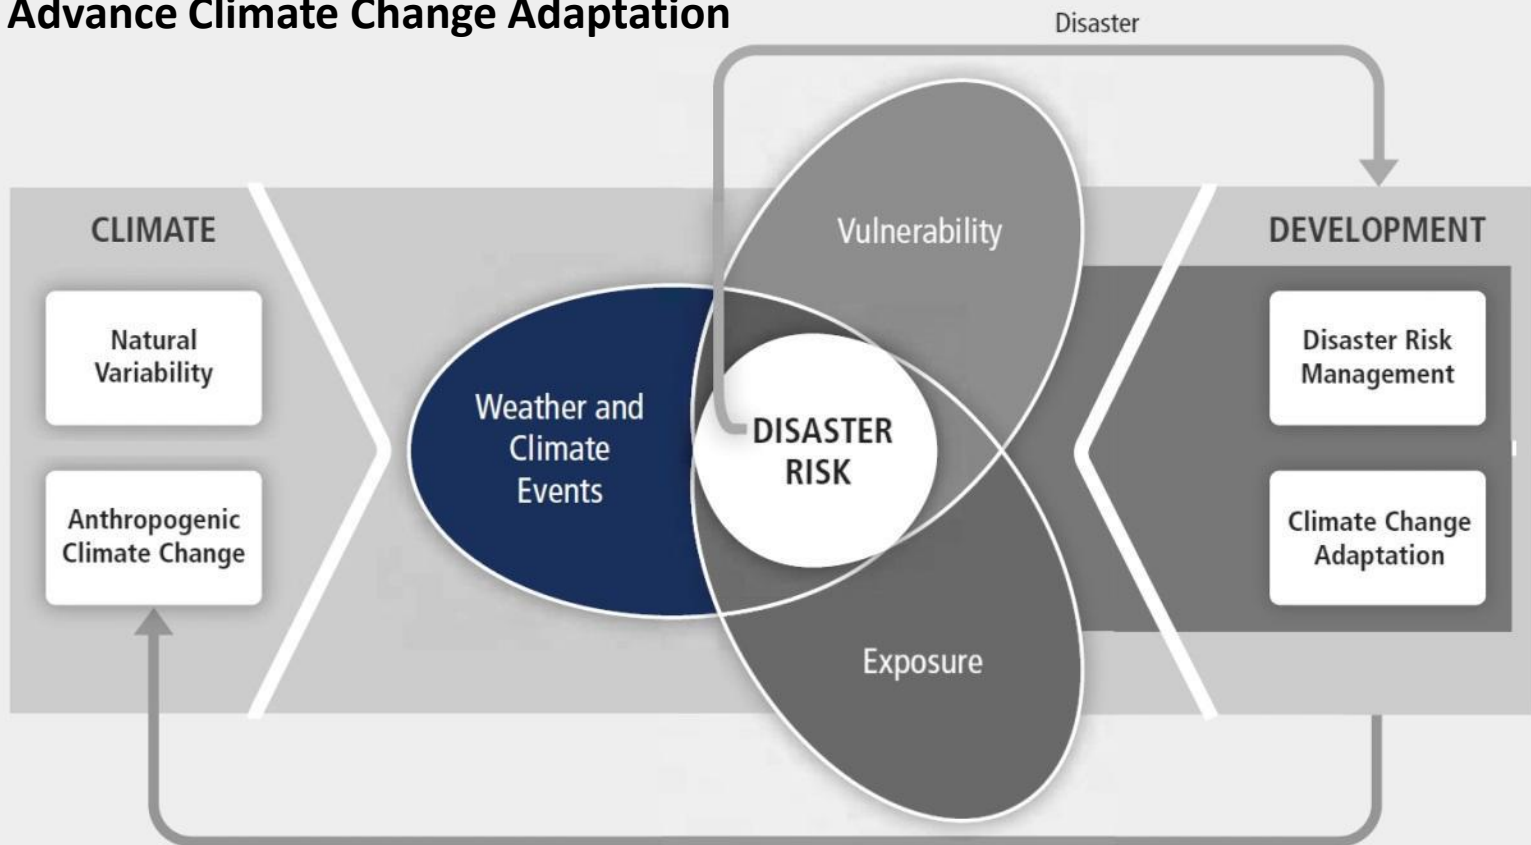 Advance Climate Change Adaptation
Disaster
CLIMATE
Natural
Variability
Anthropogenic
Climate Change
Weather and
Climate
Events
Vulnerability
DISASTER
RISK
Exposure
DEVELOPMENT
Disaster Risk
Management
Climate Change
Adaptation